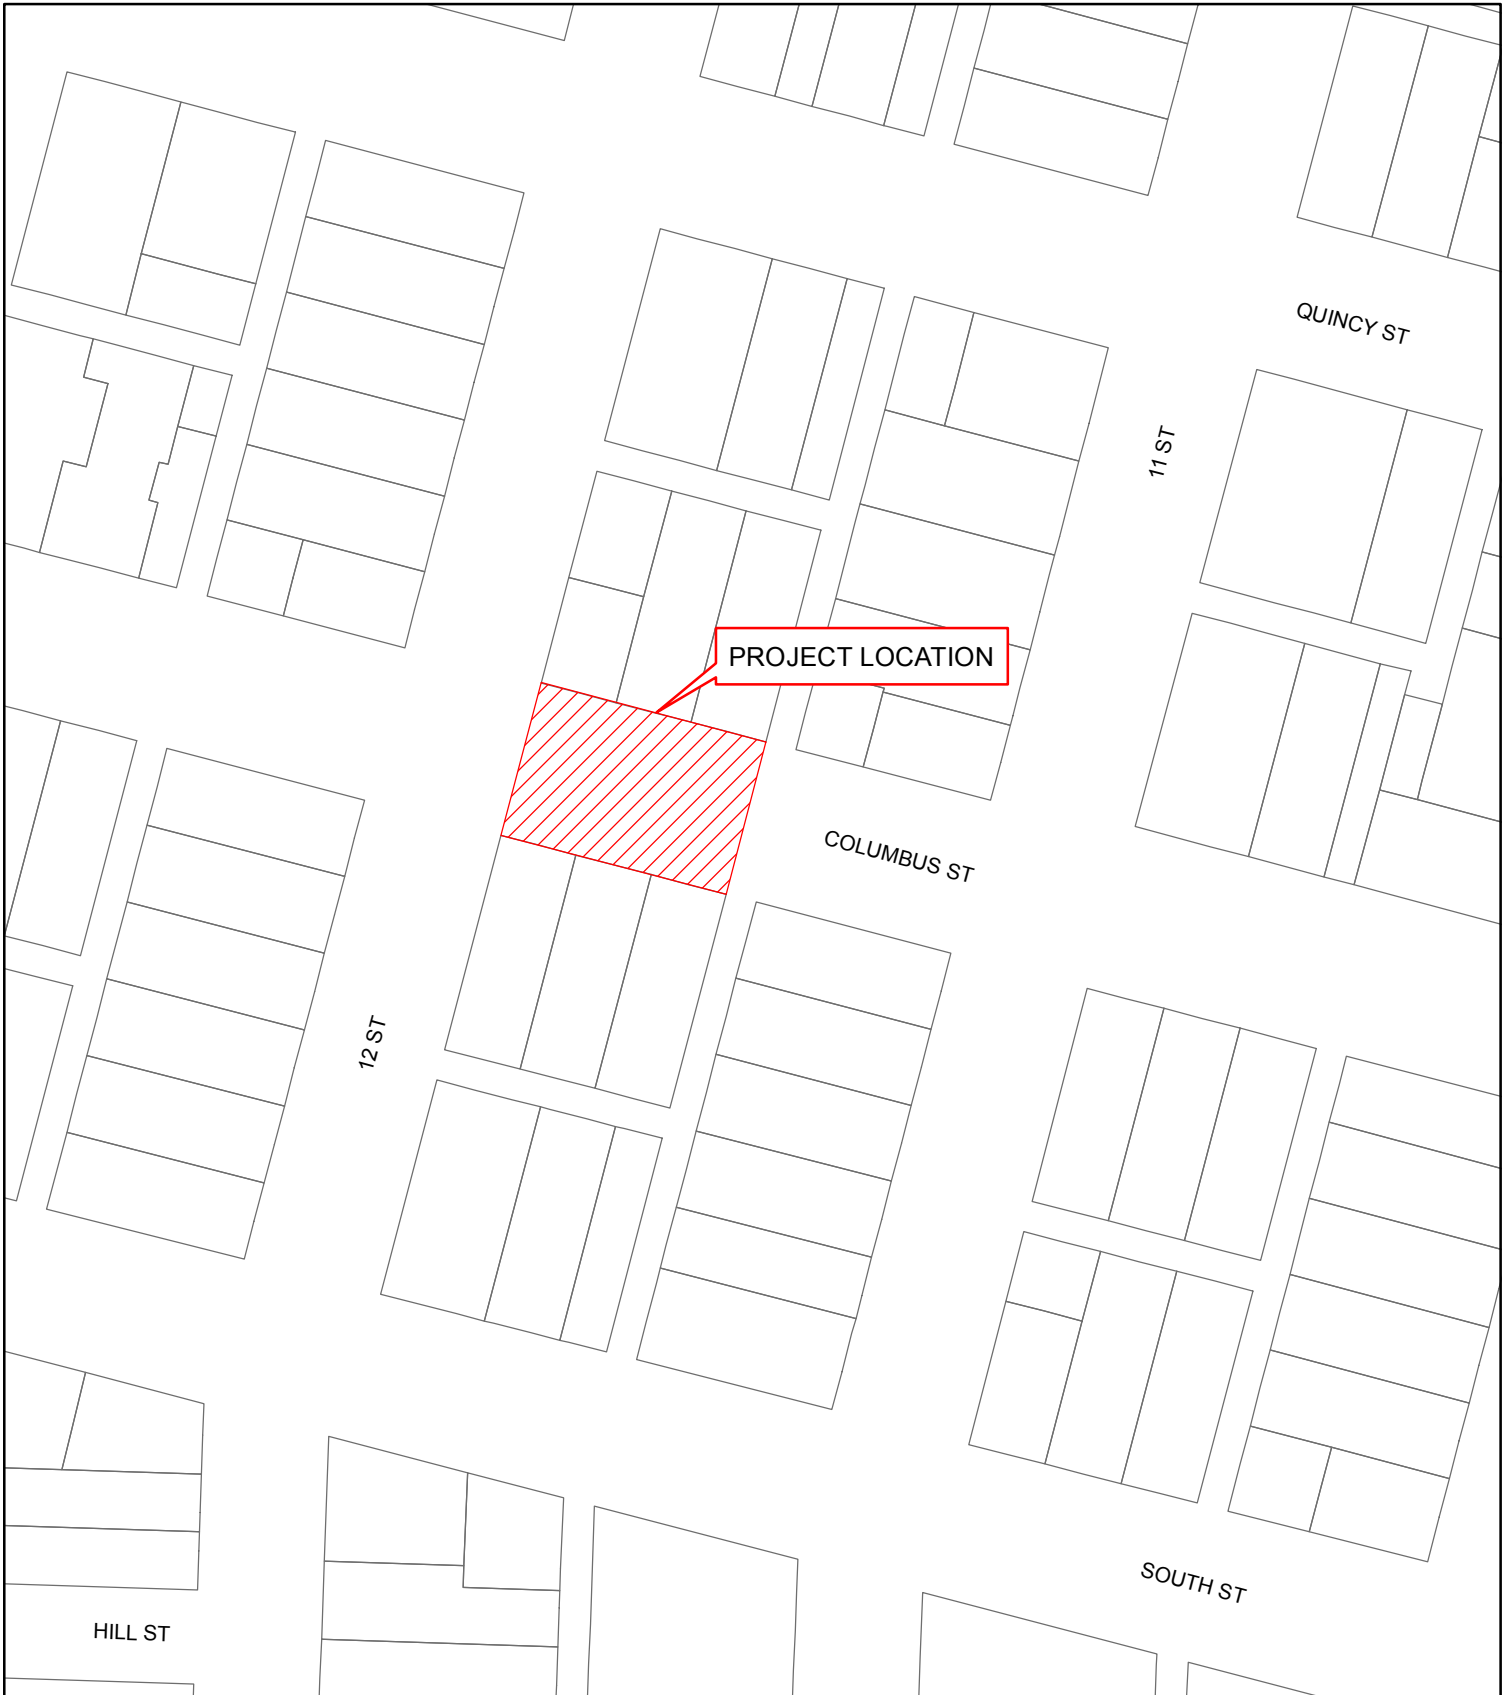 QUINCY ST
11 ST
PROJECT LOCATION
COLUMBUS ST
12 ST
SOUTH ST
HILL ST